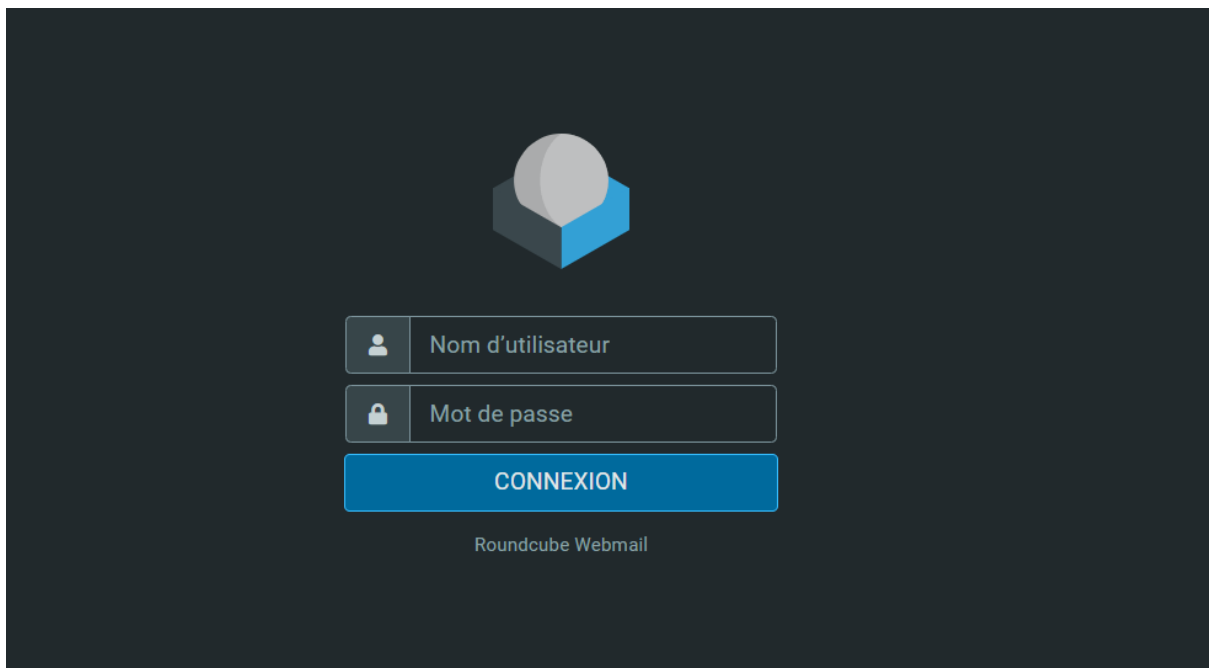 Nom d’utilisateur
Mot de passe
CONNEXION
Roundcube Webmail